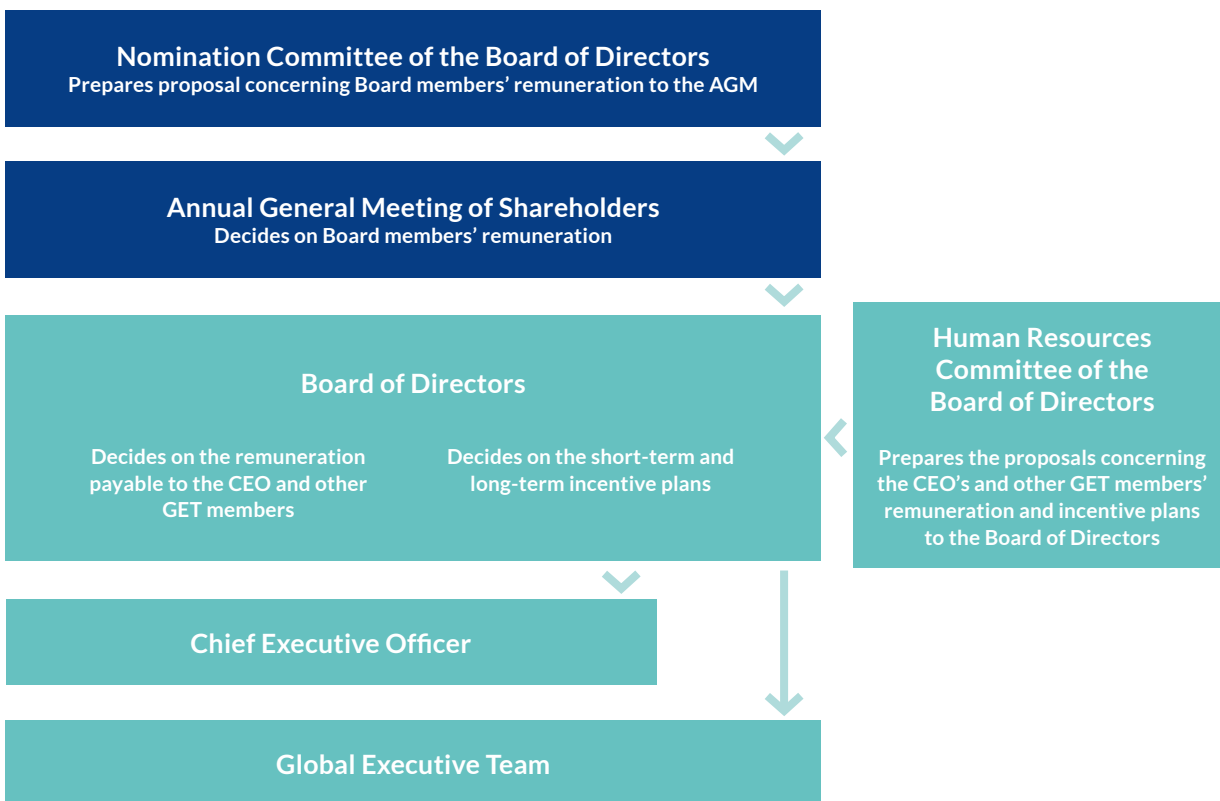 Nomination Committee of the Board of Directors
Prepares proposal concerning Board members’ remuneration to the AGM
Annual General Meeting of Shareholders
Decides on Board members’ remuneration
Board of Directors
Decides on the remuneration
payable to the CEO and other
GET members
Decides on the short-term and
long-term incentive plans
Human Resources
Committee of the
Board of Directors
Prepares the proposals concerning
the CEO’s and other GET members’
remuneration and incentive plans
to the Board of Directors
Chief Executive Officer
Global Executive Team